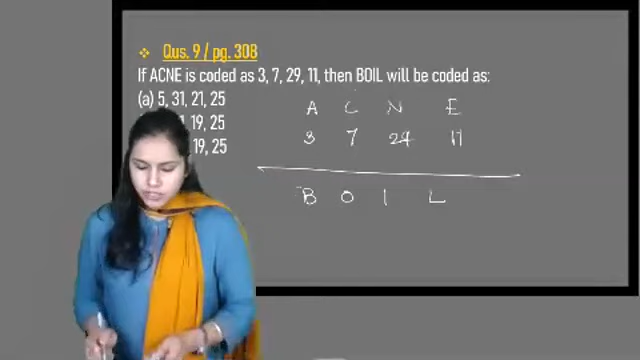 ❖ Qus. 9 / pg. 308
If ACNE is coded as 3, 7, 29, 11, then BOIL will be coded as:
(a) 5, 31, 21, 25
19, 25
19, 25
A C N E
3 7 29 11
B O I L